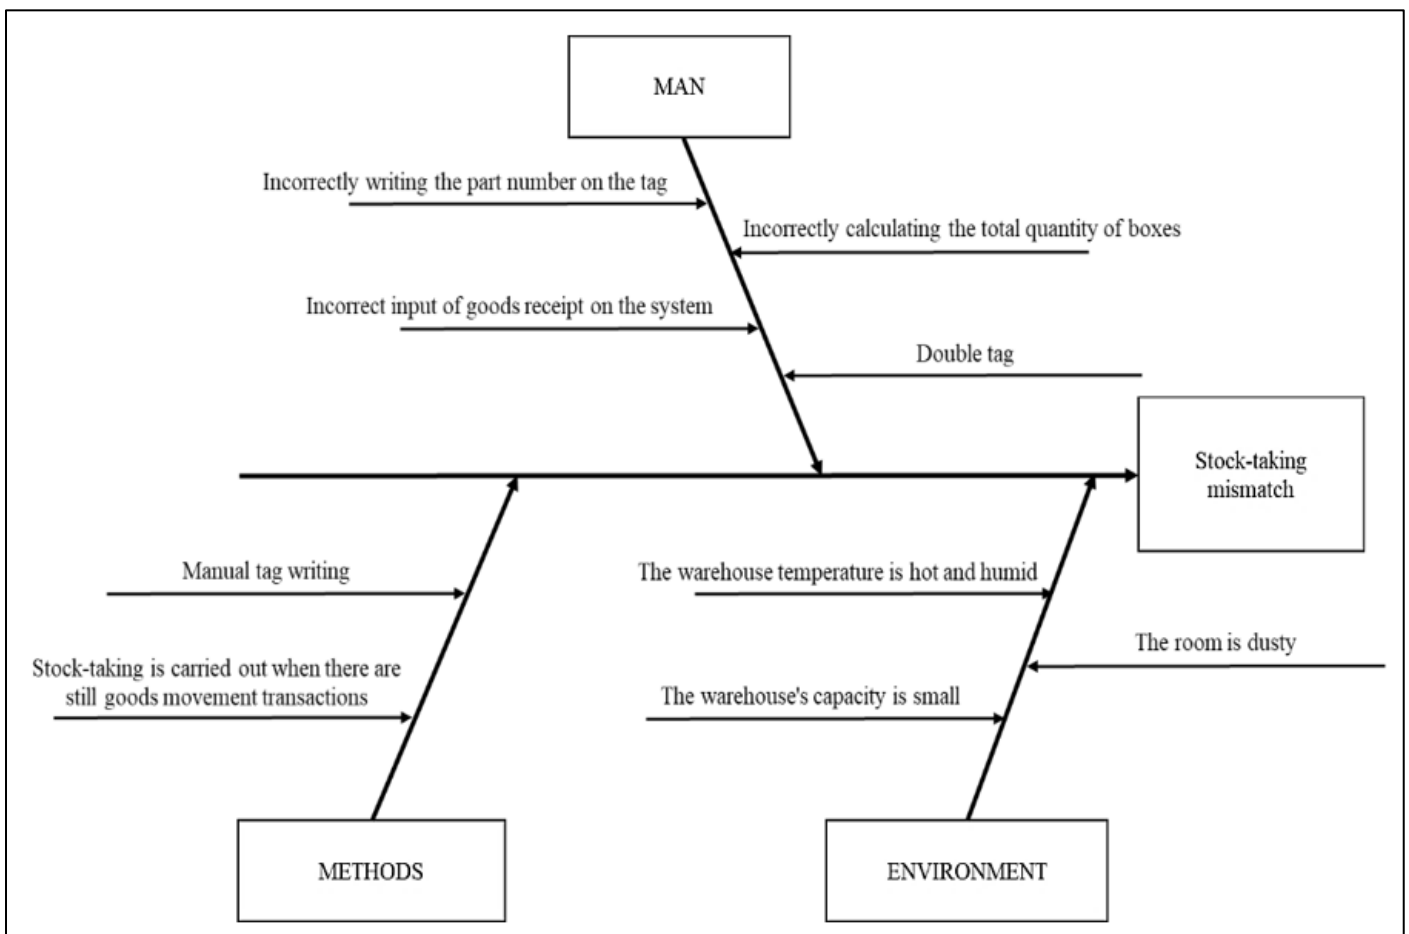 MAN
Incorrectly writing the part number on the tag
Incorrectly calculating the total quantity of boxes
Incorrect input of goods receipt on the system
Double tag
Stock-taking
mismatch
Manual tag writing
Stock-taking is carried out when there are
still goods movement transactions
The warehouse temperature is hot and humid
The room is dusty
The warehouse's capacity is small
METHODS
ENVIRONMENT